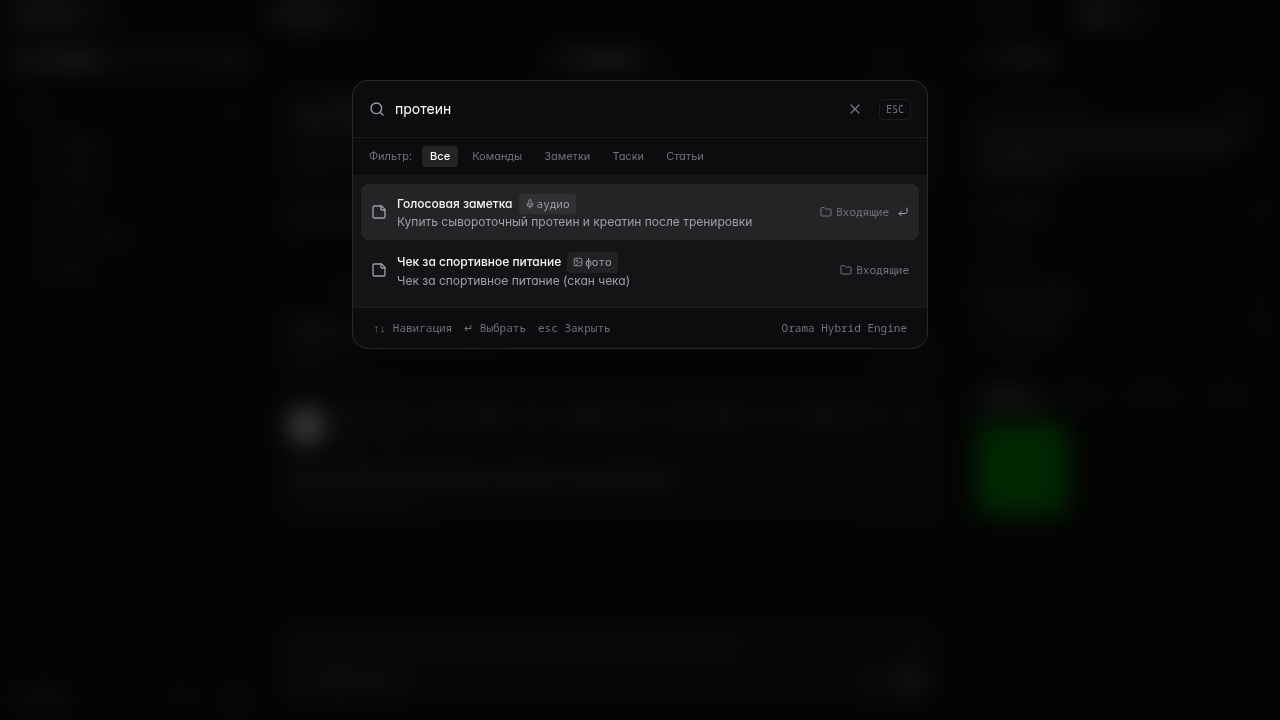 протеин ESC
Фильтр: Все Команды Заметки Таски Статьи
Голосовая заметка аудио
Купить сывороточный протеин и креатин после тренировки
Входящие ↵
Чек за спортивное питание фото
Чек за спортивное питание (скан чека)
Входящие
↑↓ Навигация ↵ Выбрать esc Закрыть Orama Hybrid Engine